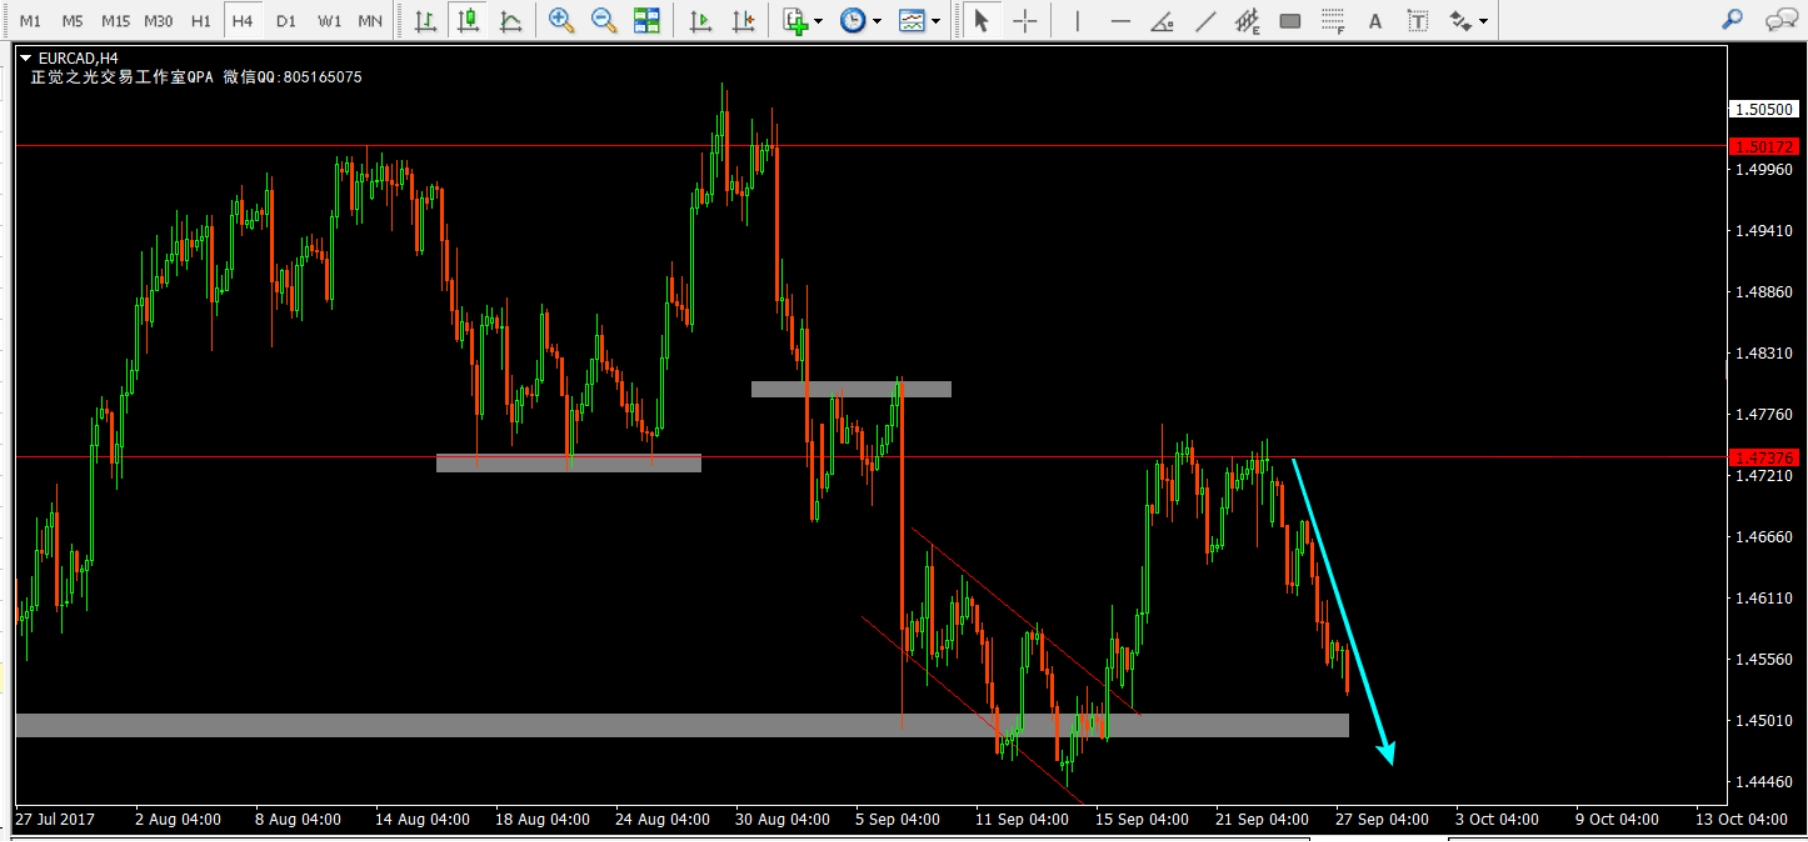 M1 M5 M15 M30 H1 H4 D1 W1 MN
E F A T
EURCAD,H4
正觉之光交易工作室QPA 微信QQ:805165075
1.50500
1.50172
1.49960
1.49410
1.48860
1.48310
1.47760
1.47376
1.47210
1.46660
1.46110
1.45560
1.45010
1.44460
27 Jul 2017 2 Aug 04:00 8 Aug 04:00 14 Aug 04:00 18 Aug 04:00 24 Aug 04:00 30 Aug 04:00 5 Sep 04:00 11 Sep 04:00 15 Sep 04:00 21 Sep 04:00 27 Sep 04:00 3 Oct 04:00 9 Oct 04:00 13 Oct 04:00